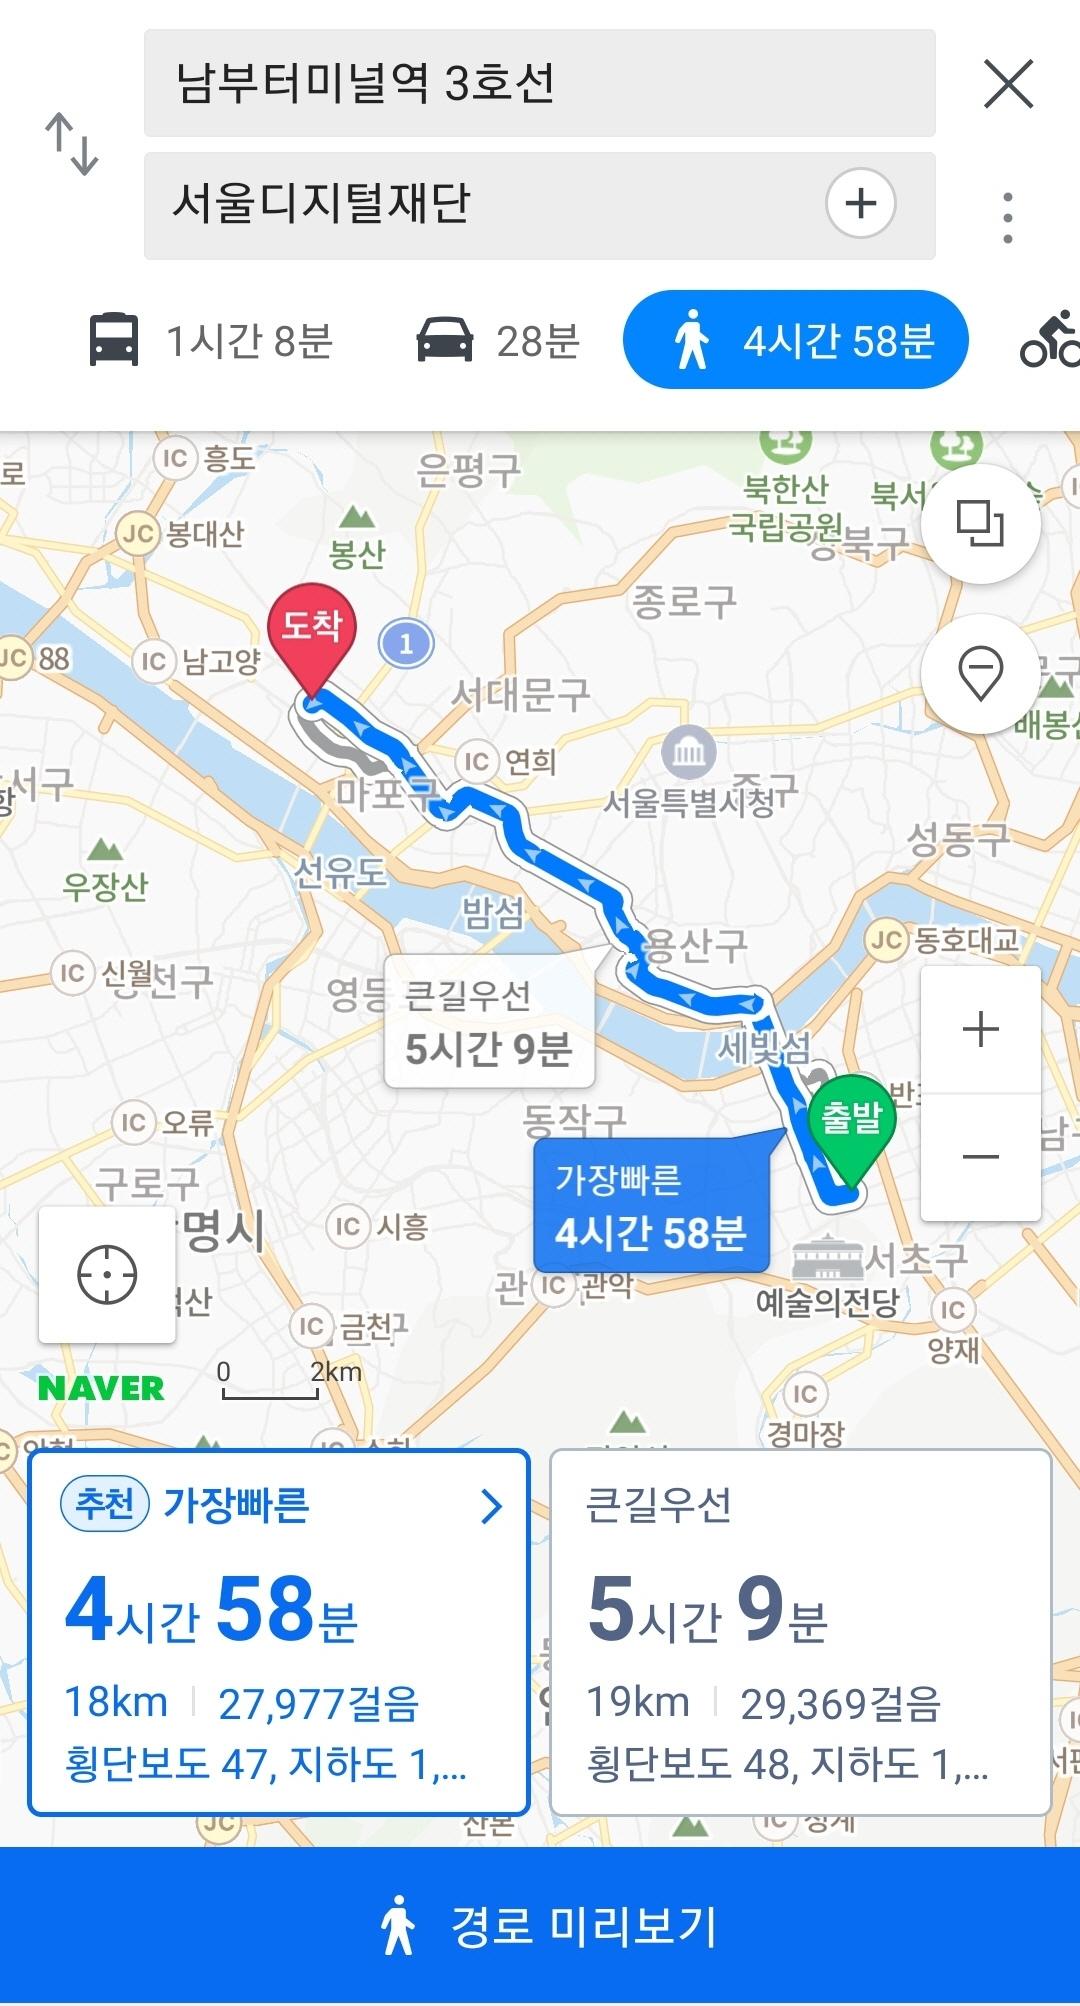 남부터미널역 3호선
서울디지털재단
1시간 8분
28분
4시간 58분
로
IC 흥도
은평구
북한산
국립공원
강북구
JC 봉대산
봉산
종로구
도착
1
JC 88
IC 남고양
서대문구
배봉산
IC 연희
마포구
서울특별시청
중구
성동구
우장산
선유도
밤섬
용산구
JC 동호대교
IC 신월
큰길우선
5시간 9분
세빛섬
출발
IC 오류
동작구
가장빠른
4시간 58분
구로구
명시
IC 시흥
서초구
관
IC 관악
예술의전당
IC 금천
IC
양재
NAVER
0 2km
IC
경마장
추천 가장빠른
4시간 58분
18km 27,977걸음
횡단보도 47, 지하도 1,...
큰길우선
5시간 9분
19km 29,369걸음
횡단보도 48, 지하도 1,...
JC
산본
IC 청계
경로 미리보기